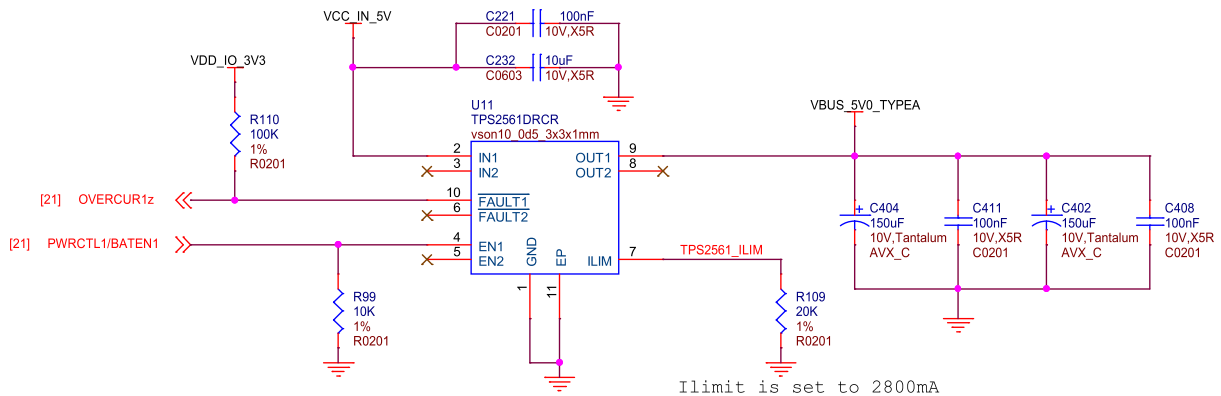 VCC_IN_5V
C221 100nF
C0201 10V,X5R
C232 10uF
C0603 10V,X5R
VDD_IO_3V3
R110
100K
1%
R0201
U11
TPS2561DRCR
vson10_0d5_3x3x1mm
2 IN1
3 IN2
10 FAULT1
6 FAULT2
4 EN1
5 EN2
OUT1 9
OUT2 8
ILIM 7
GND
1
EP
11
[21] OVERCUR1z
[21] PWRCTL1/BATEN1
R99
10K
1%
R0201
TPS2561_ILIM
R109
20K
1%
R0201
VBUS_5V0_TYPEA
+ C404
150uF
10V,Tantalum
AVX_C
C411
100nF
10V,X5R
C0201
+ C402
150uF
10V,Tantalum
AVX_C
C408
100nF
10V,X5R
C0201
Ilimit is set to 2800mA